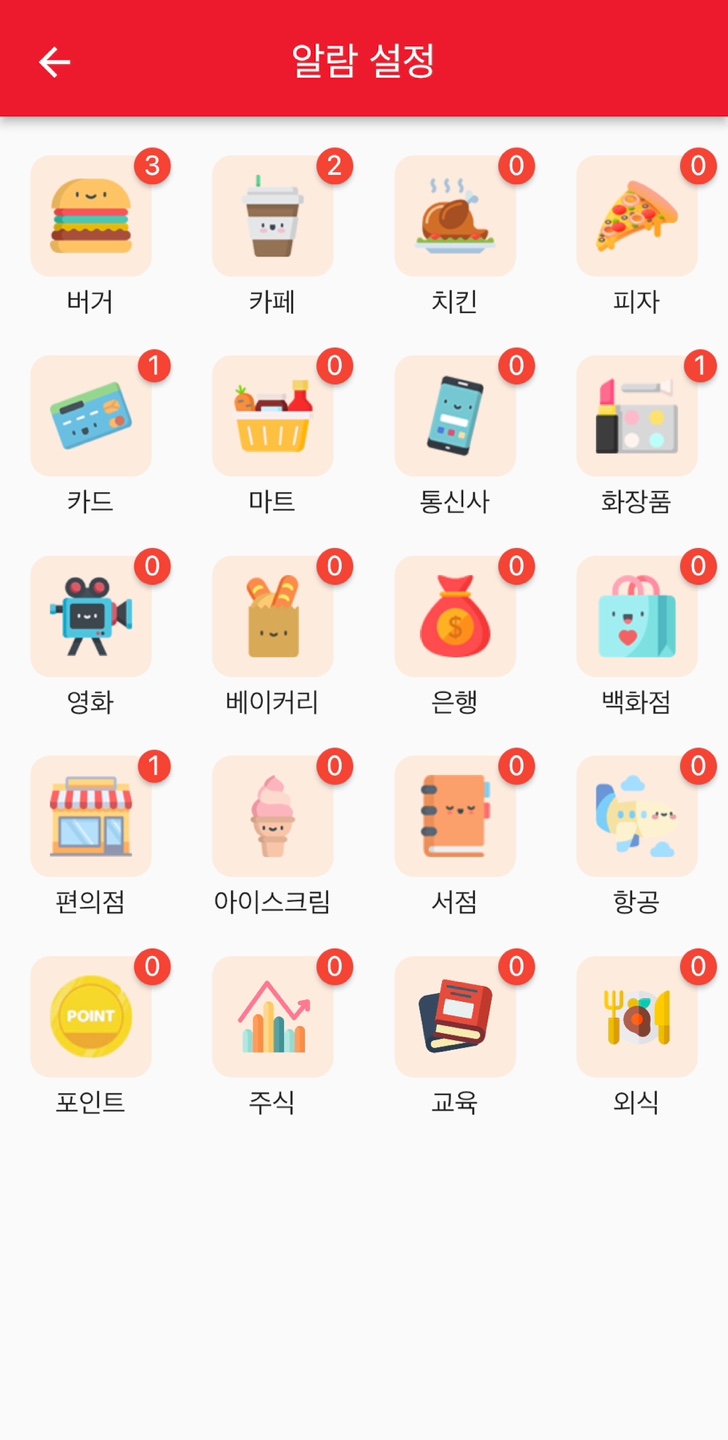 알람 설정
3 2 0 0
버거 카페 치킨 피자
1 0 0 1
카드 마트 통신사 화장품
0 0 0 0
$
영화 베이커리 은행 백화점
1 0 0 0
편의점 아이스크림 서점 항공
0 0 0 0
POINT
포인트 주식 교육 외식